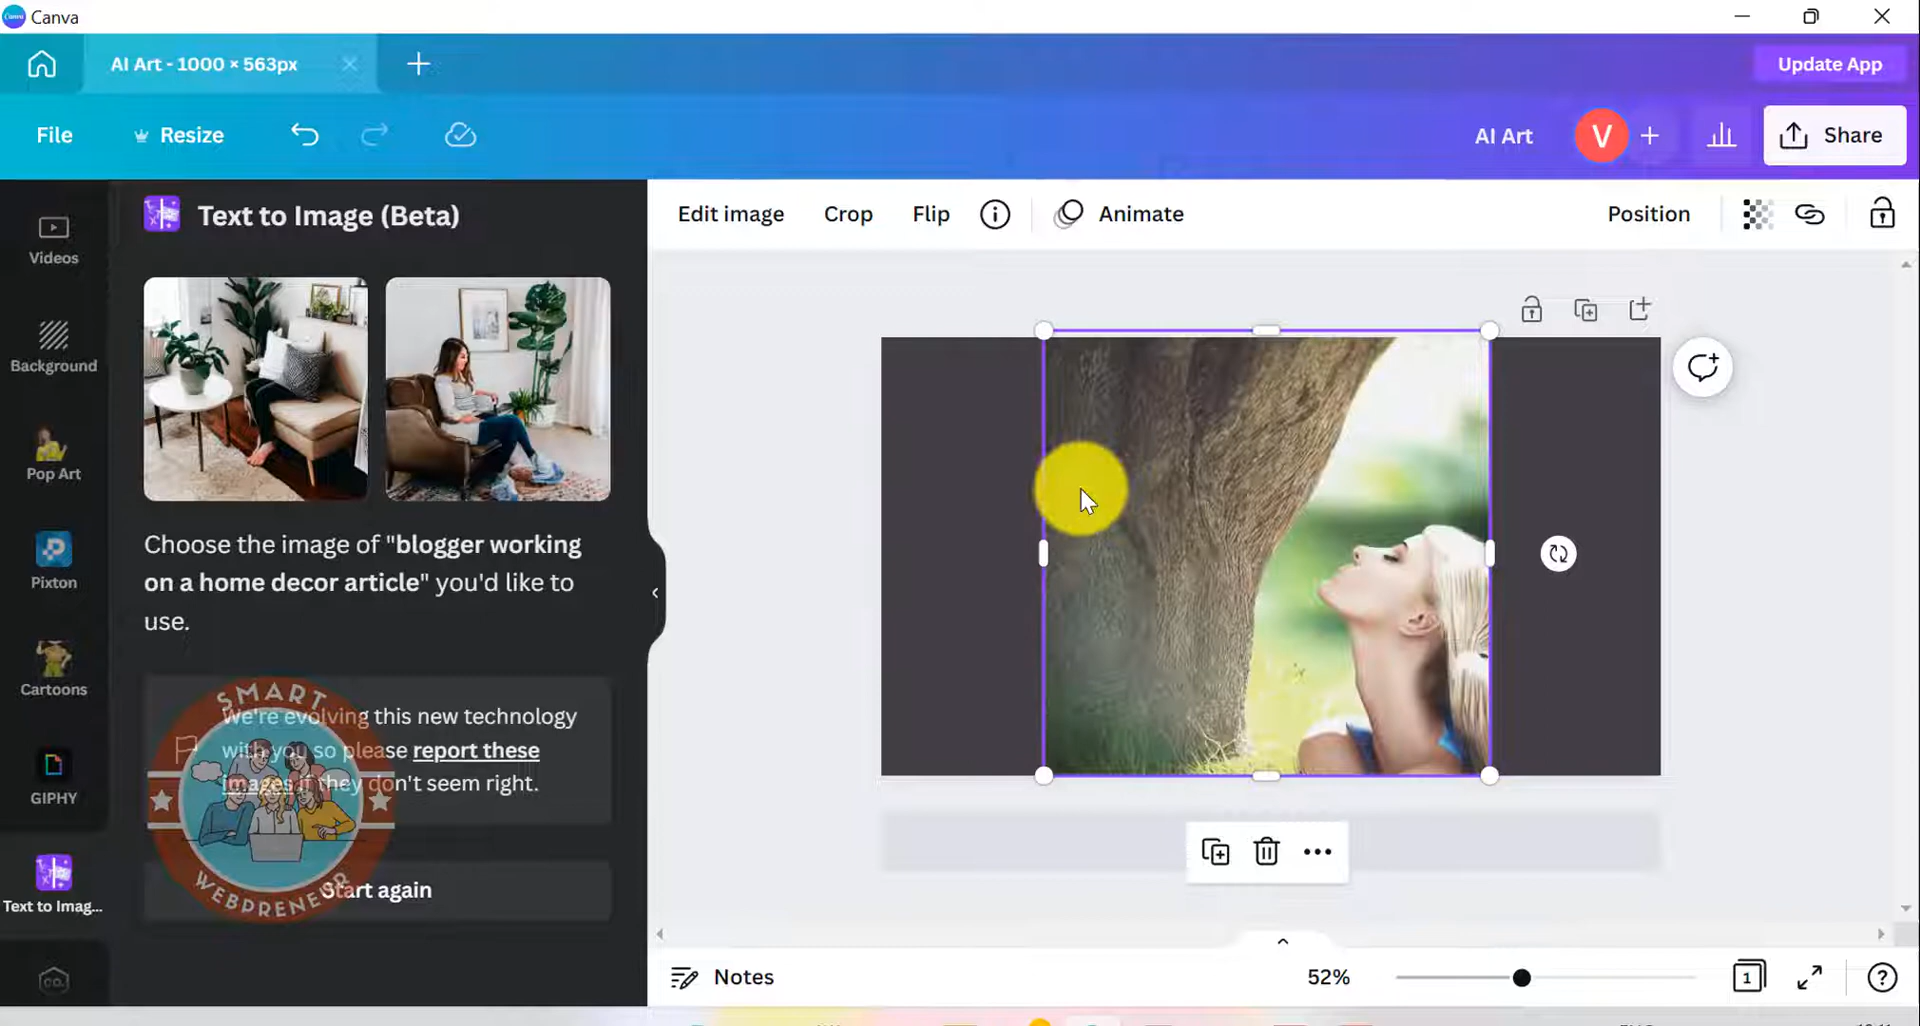 Canva
AI Art - 1000 × 563px
Update App
File
Resize
AI Art
V
Share
Videos
Background
Pop Art
Pixton
Cartoons
GIPHY
Text to Imag...
CO.
Text to Image (Beta)
Choose the image of "blogger working
on a home decor article" you'd like to
use.
We're evolving this new technology
with you so please report these
images if they don't seem right.
SMART
WEBPRENEUR
Start again
Edit image
Crop
Flip
Animate
Position
Notes
52%
1